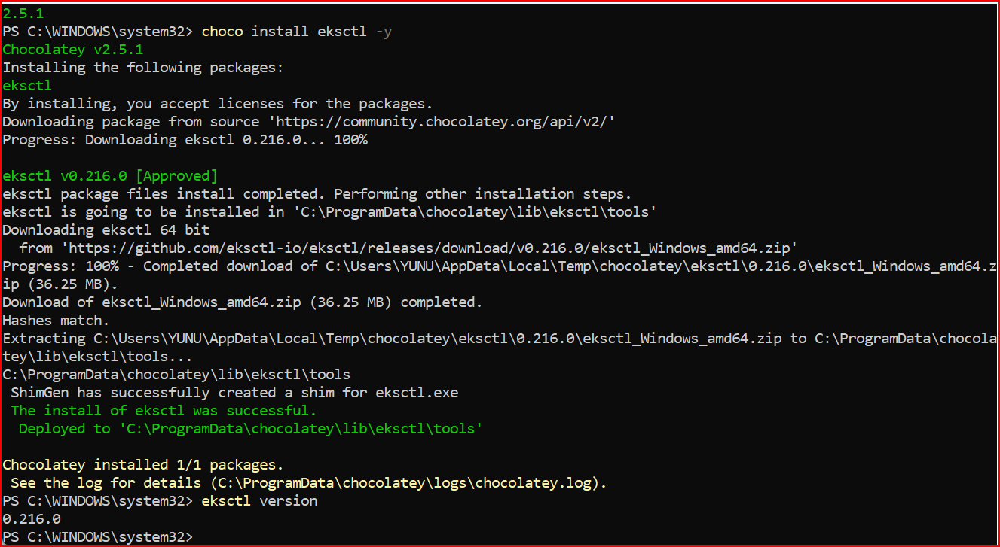 2.5.1
PS C:\WINDOWS\system32> choco install eksctl -y
Chocolatey v2.5.1
Installing the following packages:
eksctl
By installing, you accept licenses for the packages.
Downloading package from source 'https://community.chocolatey.org/api/v2/'
Progress: Downloading eksctl 0.216.0... 100%
eksctl v0.216.0 [Approved]
eksctl package files install completed. Performing other installation steps.
eksctl is going to be installed in 'C:\ProgramData\chocolatey\lib\eksctl\tools'
Downloading eksctl 64 bit
  from 'https://github.com/eksctl-io/eksctl/releases/download/v0.216.0/eksctl_Windows_amd64.zip'
Progress: 100% - Completed download of C:\Users\YUNU\AppData\Local\Temp\chocolatey\eksctl\0.216.0\eksctl_Windows_amd64.z
ip (36.25 MB).
Download of eksctl_Windows_amd64.zip (36.25 MB) completed.
Hashes match.
Extracting C:\Users\YUNU\AppData\Local\Temp\chocolatey\eksctl\0.216.0\eksctl_Windows_amd64.zip to C:\ProgramData\chocola
tey\lib\eksctl\tools...
C:\ProgramData\chocolatey\lib\eksctl\tools
 ShimGen has successfully created a shim for eksctl.exe
 The install of eksctl was successful.
  Deployed to 'C:\ProgramData\chocolatey\lib\eksctl\tools'
Chocolatey installed 1/1 packages.
 See the log for details (C:\ProgramData\chocolatey\logs\chocolatey.log).
PS C:\WINDOWS\system32> eksctl version
0.216.0
PS C:\WINDOWS\system32>